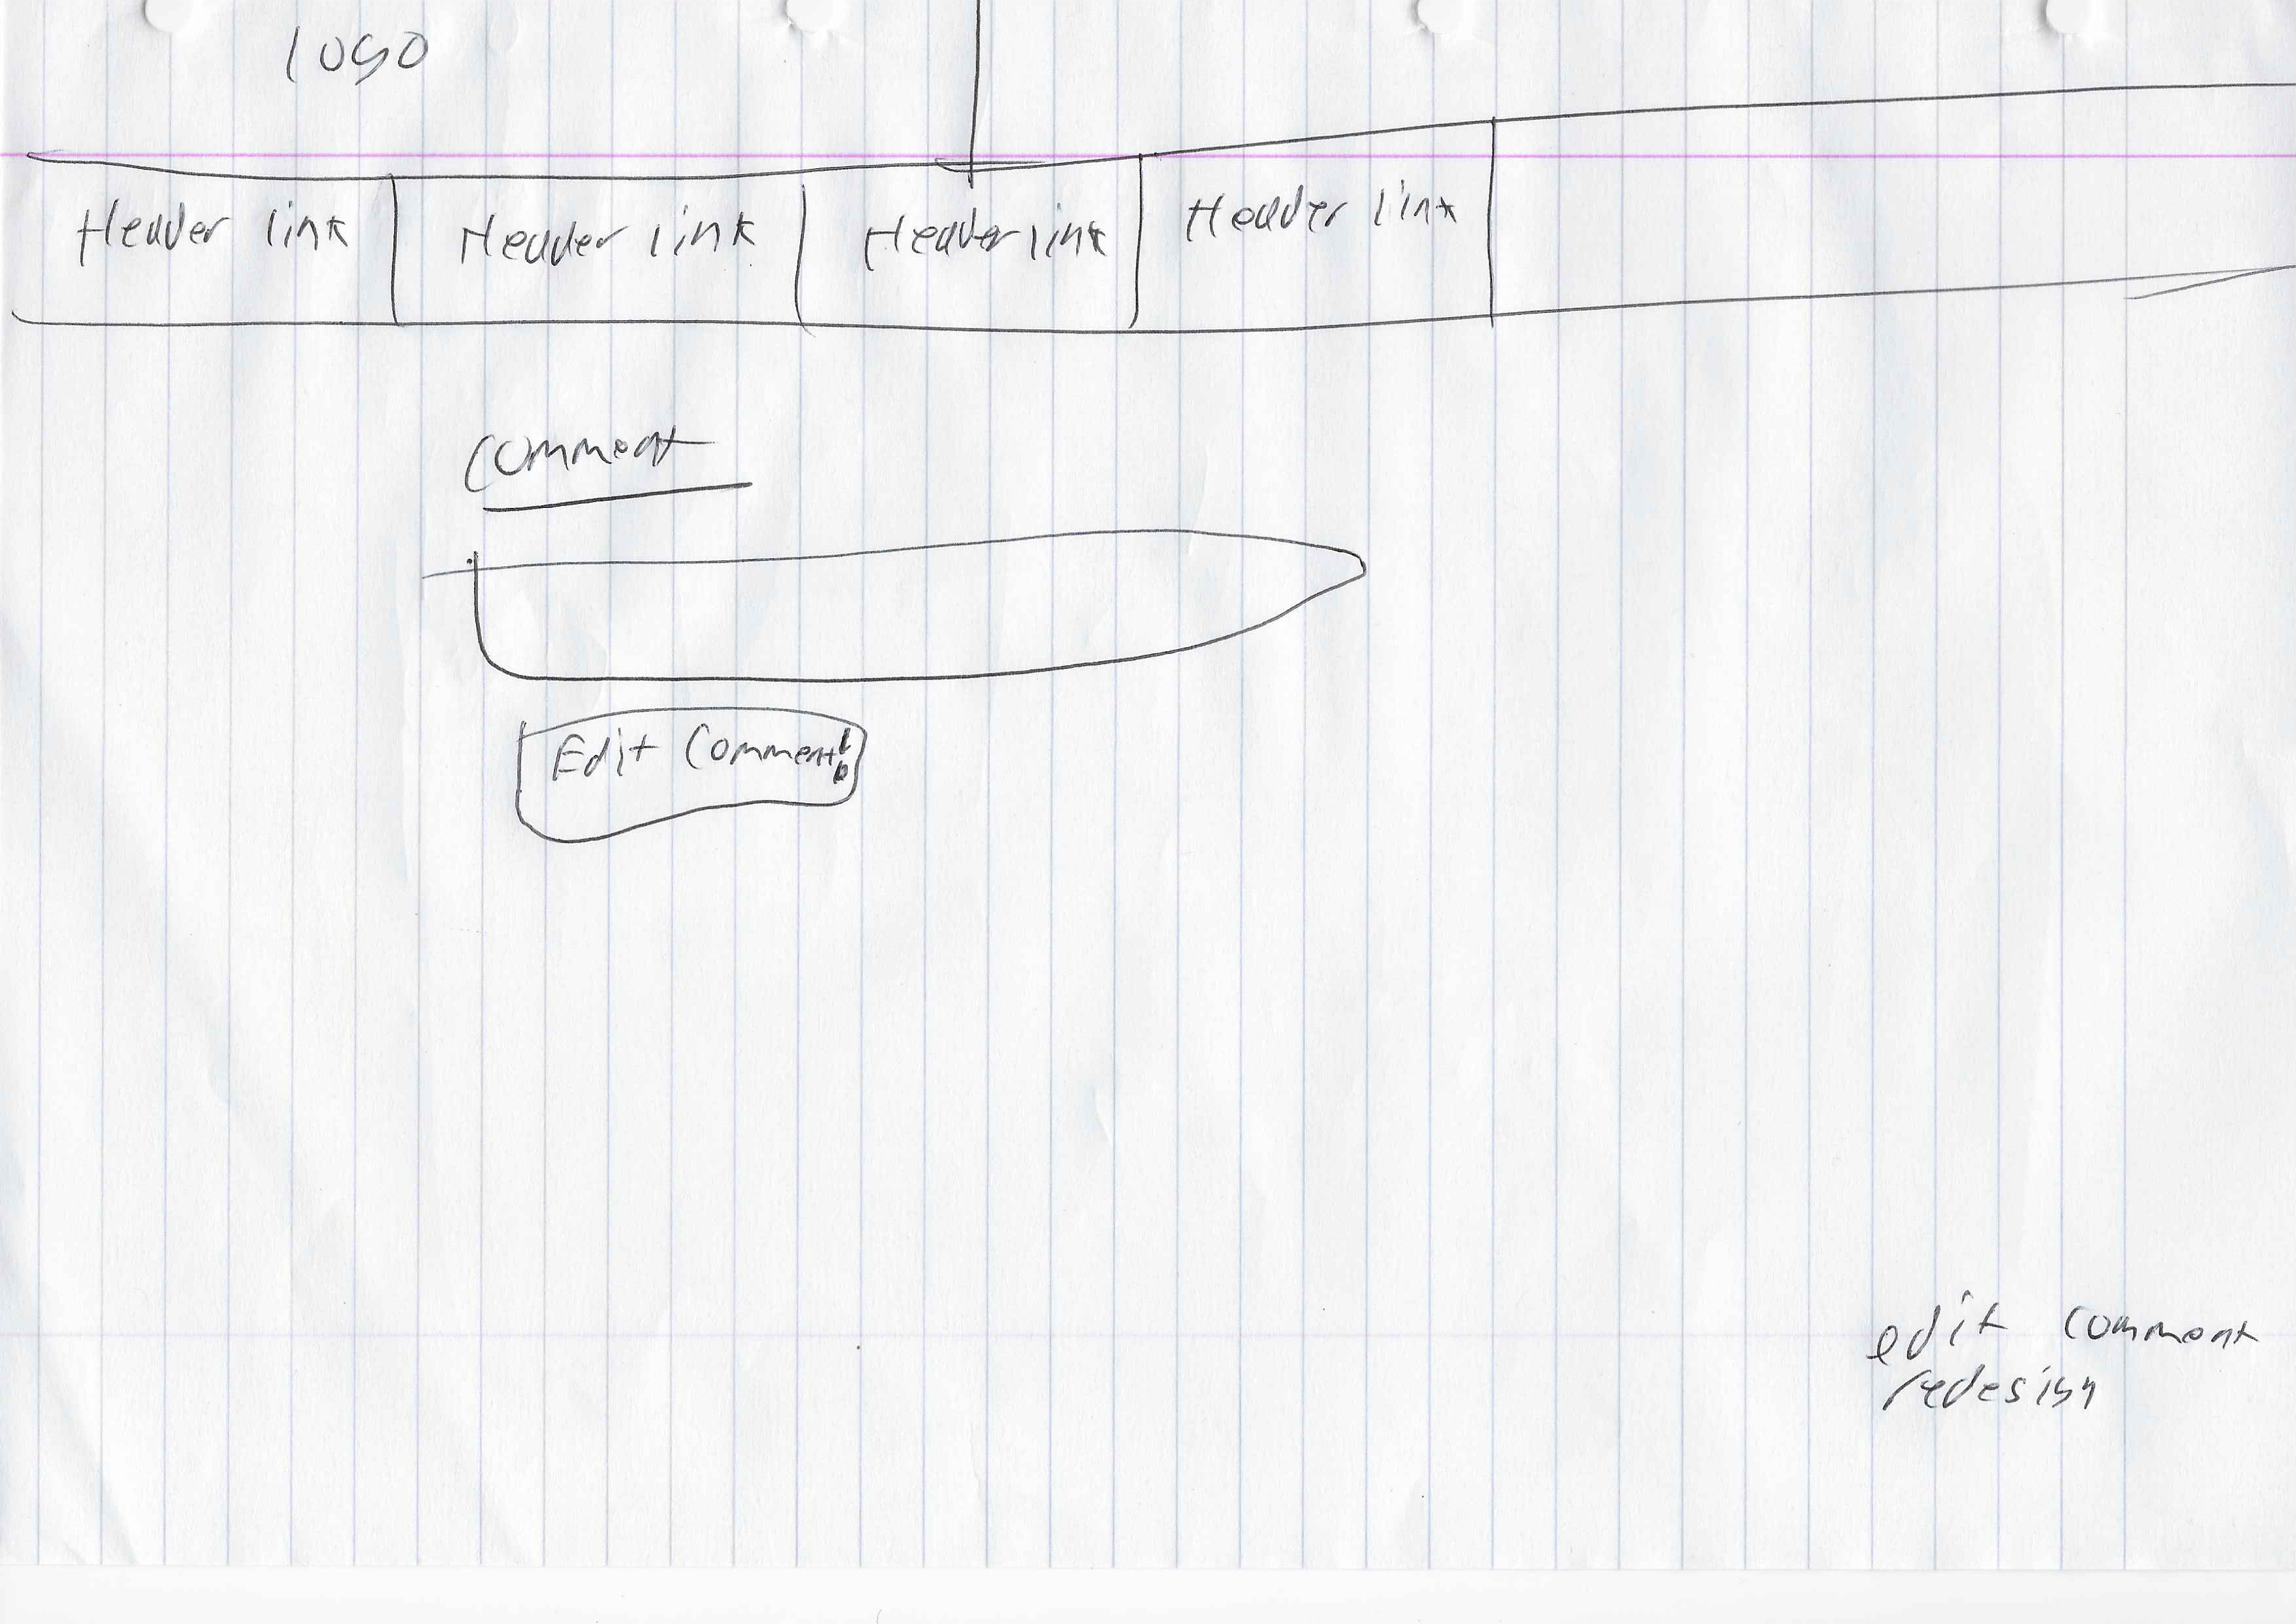 logo
Header link Header link Header link Header link
Comment
Edit Comment
edit comment
redesign